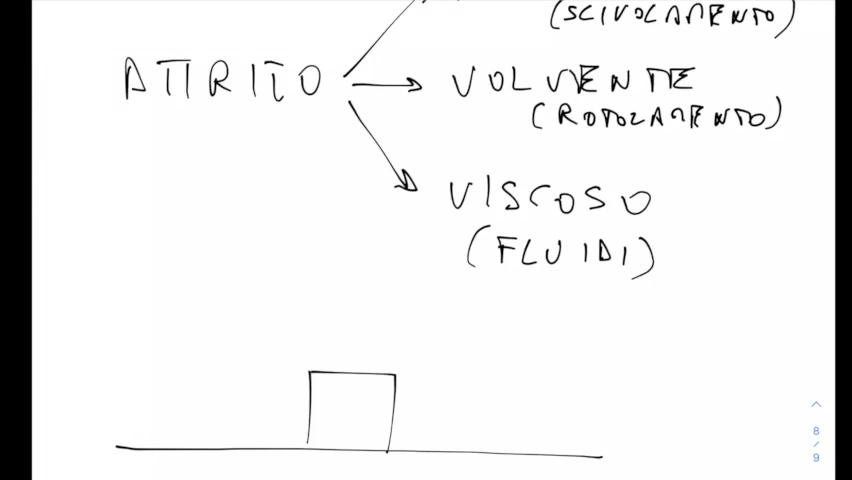 (SCIVOLAMENTO)
ATTRITO
VOLVENTE
(ROTOLAMENTO)
VISCOSO
(FLUIDI)
8
/
9